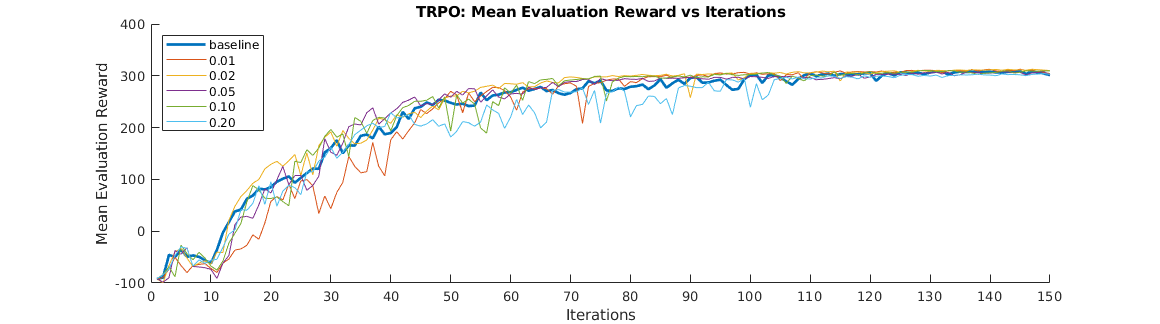 TRPO: Mean Evaluation Reward vs Iterations
400
300
200
100
0
-100
Mean Evaluation Reward
baseline
0.01
0.02
0.05
0.10
0.20
0 10 20 30 40 50 60 70 80 90 100 110 120 130 140 150
Iterations